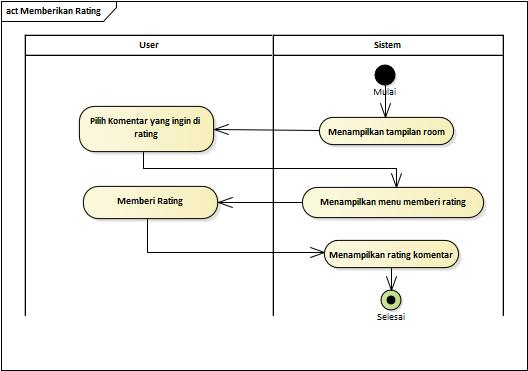 act Memberikan Rating
User
Sistem
Mulai
Pilih Komentar yang ingin di
rating
Menampilkan tampilan room
Memberi Rating
Menampilkan menu memberi rating
Menampilkan rating komentar
Selesai